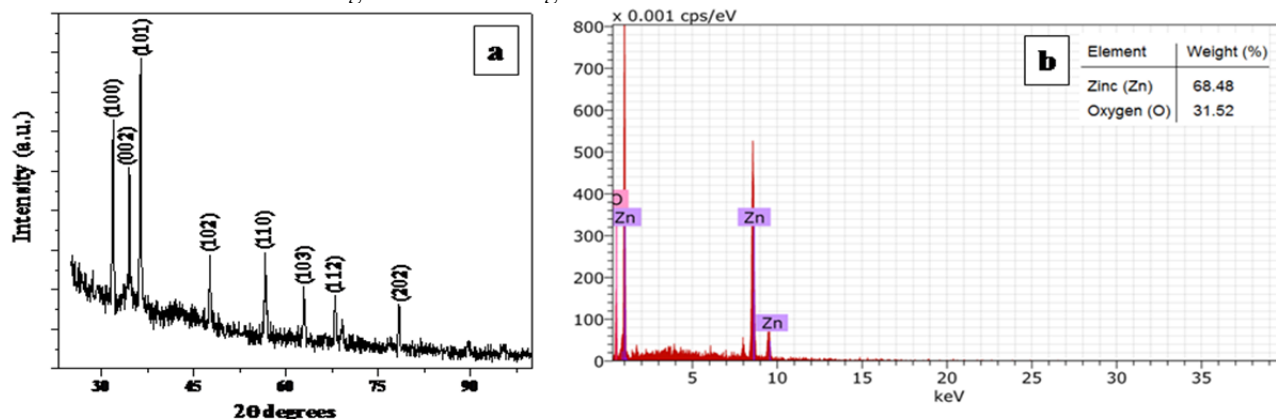 a
Intensity (a.u.)
(100)
(002)
(101)
(102)
(110)
(103)
(112)
(202)
30 45 60 75 90
2θ degrees
x 0.001 cps/eV
b
Element Weight (%)
Zinc (Zn) 68.48
Oxygen (O) 31.52
800
700
600
500
400
300
200
100
0
O
Zn
Zn
Zn
5 10 15 20 25 30 35
keV